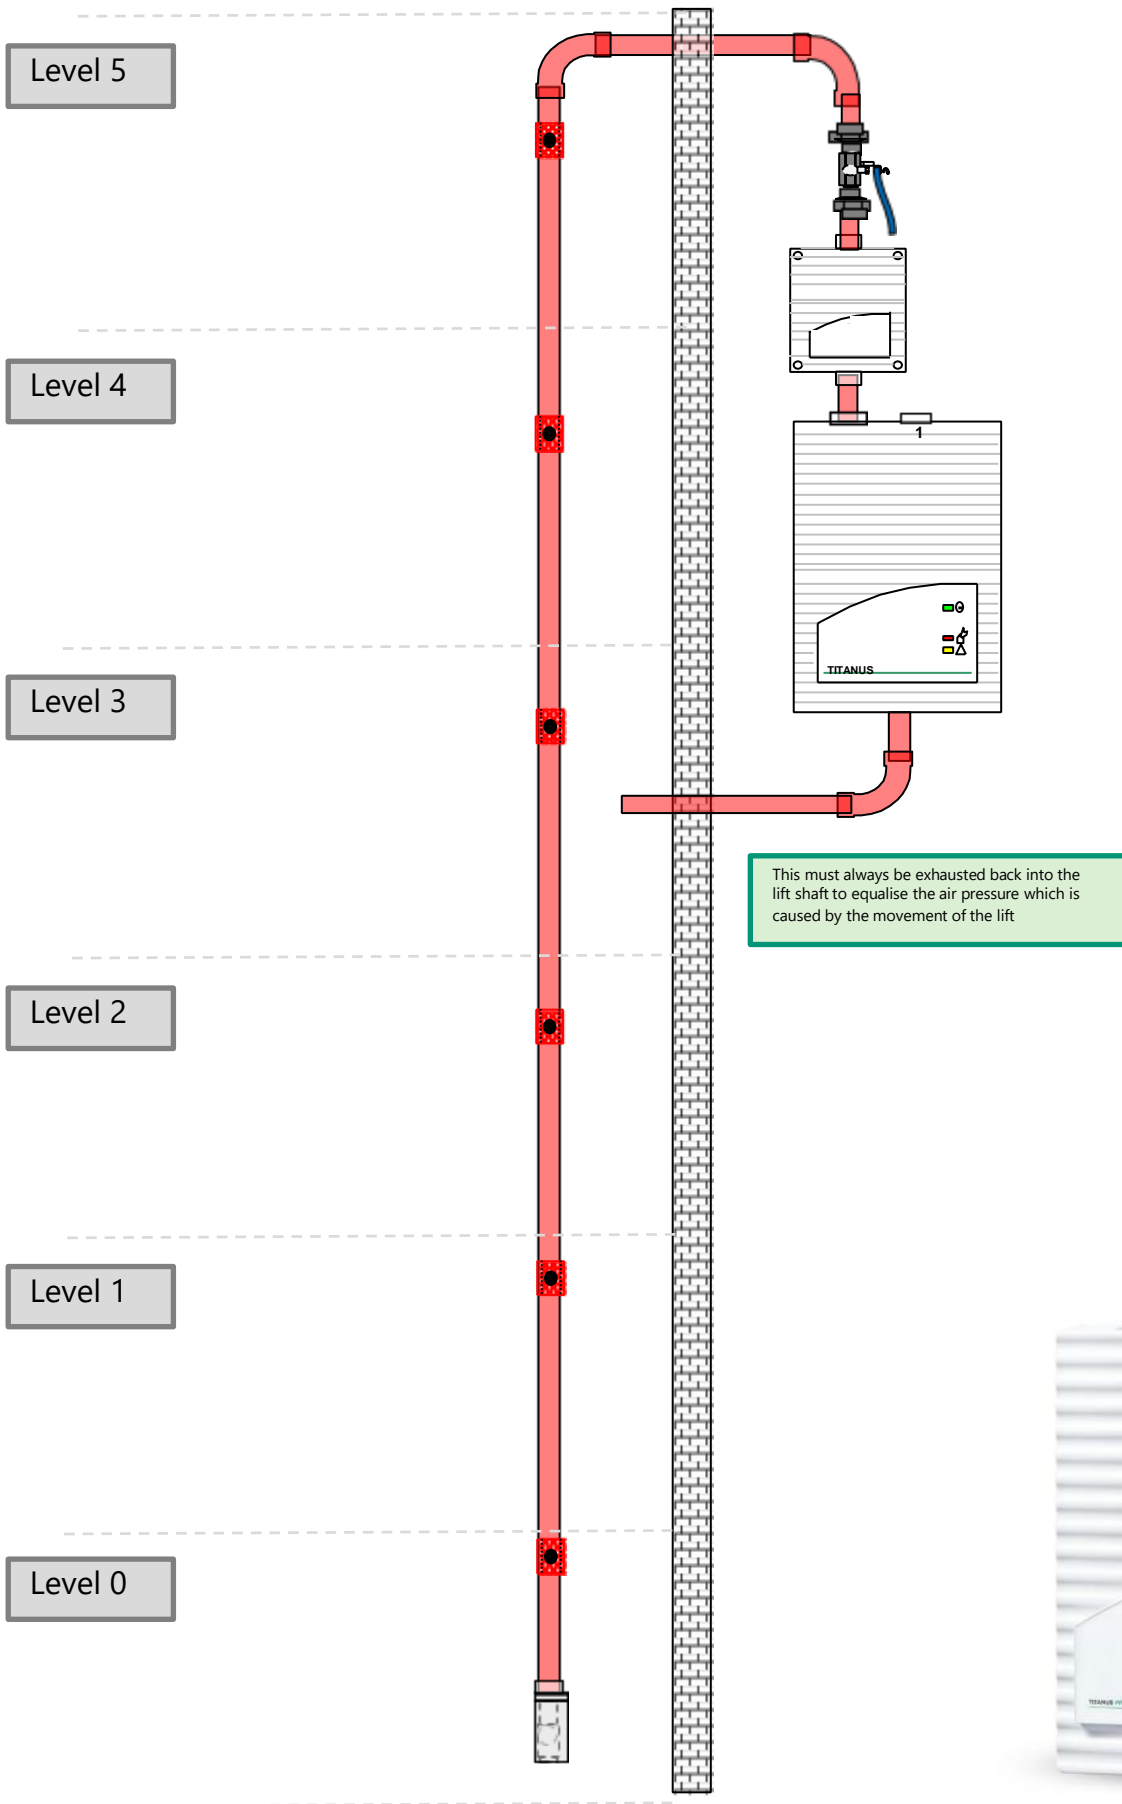 Level 5
Level 4
1
TITANUS
Level 3
This must always be exhausted back into the
lift shaft to equalise the air pressure which is
caused by the movement of the lift
Level 2
Level 1
Level 0
TITANUS